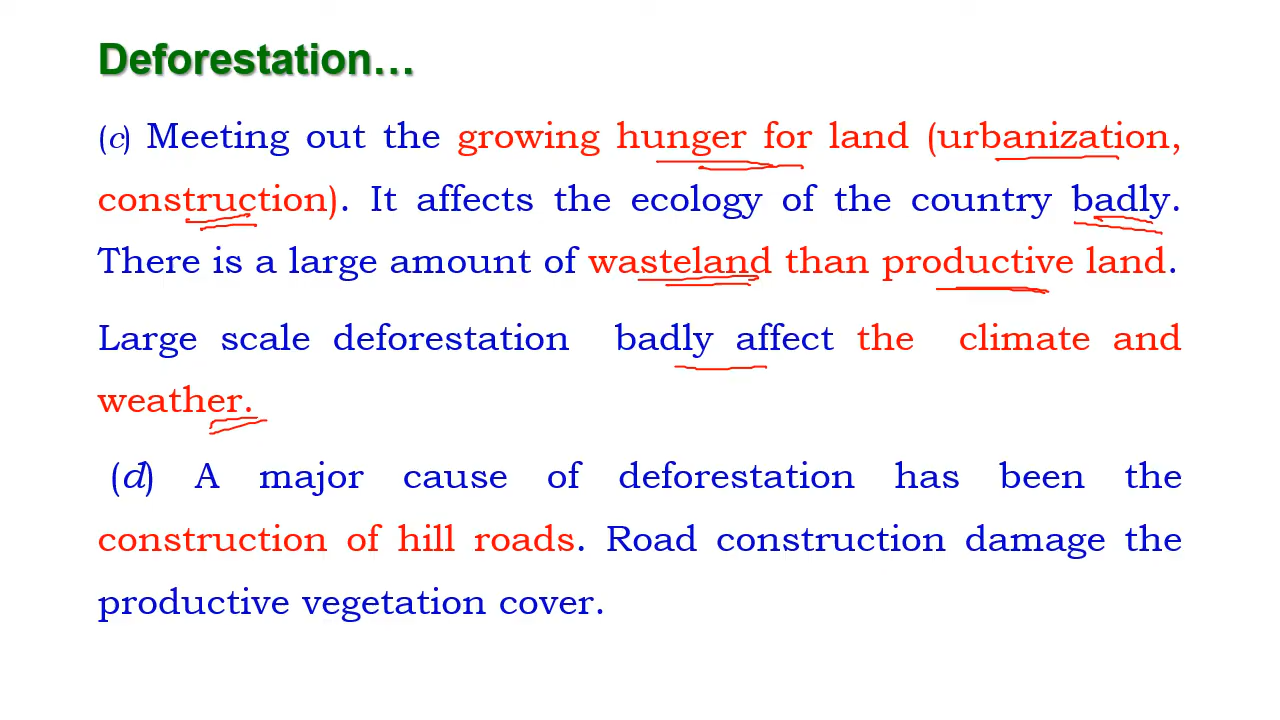 Deforestation…
(c) Meeting out the growing hunger for land (urbanization,
construction). It affects the ecology of the country badly.
There is a large amount of wasteland than productive land.
Large scale deforestation badly affect the climate and
weather.
(d) A major cause of deforestation has been the
construction of hill roads. Road construction damage the
productive vegetation cover.